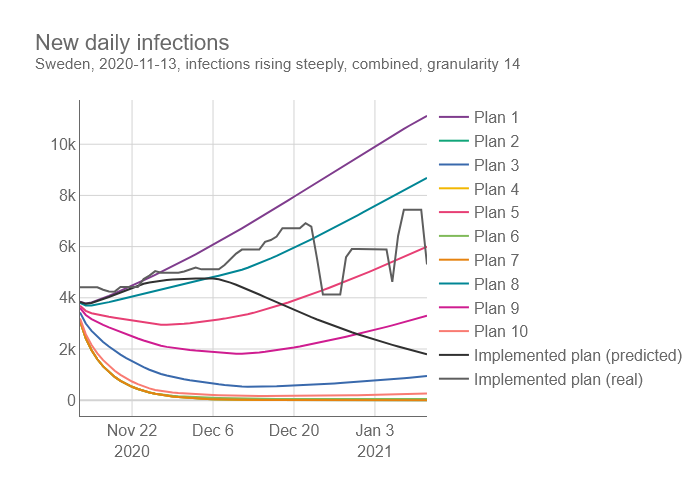 New daily infections
Sweden, 2020-11-13, infections rising steeply, combined, granularity 14
10k
8k
6k
4k
2k
0
Nov 22
2020
Dec 6
Dec 20
Jan 3
2021
Plan 1
Plan 2
Plan 3
Plan 4
Plan 5
Plan 6
Plan 7
Plan 8
Plan 9
Plan 10
Implemented plan (predicted)
Implemented plan (real)